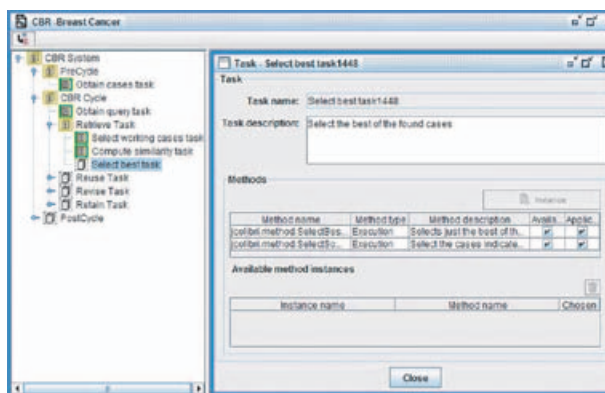 CBR -Breast Cancer
CBR System
PreCycle
Obtain cases task
CBR Cycle
Obtain query task
Retrieve Task
Select working cases task
Compute similarity task
Select best task
Reuse Task
Revise Task
Retain Task
PostCycle
Task - Select best task1448
Task
Task name: Select best task1448
Task description: Select the best of the found cases
Methods
Instance
Method name Method type Method description Availa... Applic...
jcolibri.method.SelectBes... Execution Selects just the best of th...
jcolibri.method.SelectSo... Execution Select the cases indicate...
Available method instances
Instance name Method name Chosen
Close